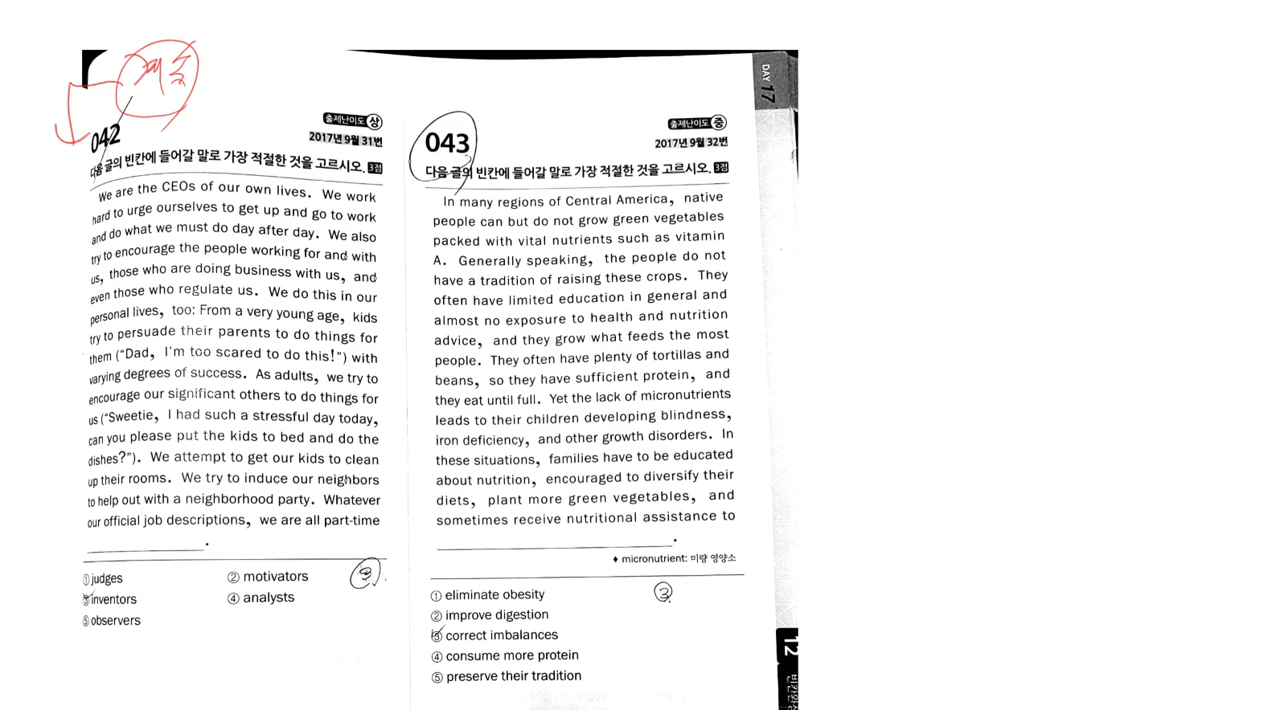 계승
042
출제난이도 상
2017년 9월 31번
다음 글의 빈칸에 들어갈 말로 가장 적절한 것을 고르시오. 3점
We are the CEOs of our own lives. We work
hard to urge ourselves to get up and go to work
and do what we must do day after day. We also
try to encourage the people working for and with
us, those who are doing business with us, and
even those who regulate us. We do this in our
personal lives, too: From a very young age, kids
try to persuade their parents to do things for
them (“Dad, I'm too scared to do this!”) with
varying degrees of success. As adults, we try to
encourage our significant others to do things for
us (“Sweetie, I had such a stressful day today,
can you please put the kids to bed and do the
dishes?”). We attempt to get our kids to clean
up their rooms. We try to induce our neighbors
to help out with a neighborhood party. Whatever
our official job descriptions, we are all part-time
.
① judges
② motivators
③ inventors
④ analysts
⑤ observers
③
043
출제난이도 중
2017년 9월 32번
다음 글의 빈칸에 들어갈 말로 가장 적절한 것을 고르시오. 3점
In many regions of Central America, native
people can but do not grow green vegetables
packed with vital nutrients such as vitamin
A. Generally speaking, the people do not
have a tradition of raising these crops. They
often have limited education in general and
almost no exposure to health and nutrition
advice, and they grow what feeds the most
people. They often have plenty of tortillas and
beans, so they have sufficient protein, and
they eat until full. Yet the lack of micronutrients
leads to their children developing blindness,
iron deficiency, and other growth disorders. In
these situations, families have to be educated
about nutrition, encouraged to diversify their
diets, plant more green vegetables, and
sometimes receive nutritional assistance to
.
♦ micronutrient: 미량 영양소
① eliminate obesity
② improve digestion
③ correct imbalances
④ consume more protein
⑤ preserve their tradition
③
DAY 17
12